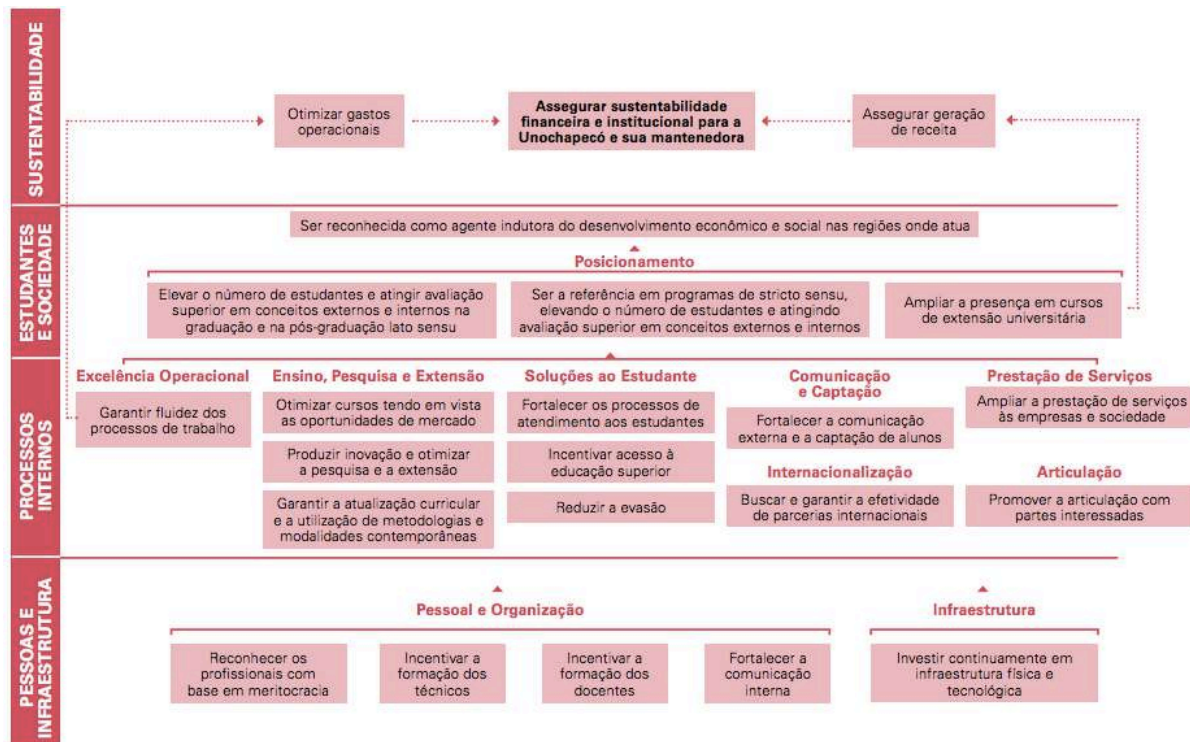 SUSTENTABILIDADE
Otimizar gastos
operacionais
Assegurar sustentabilidade
financeira e institucional para a
Unochapecó e sua mantenedora
Assegurar geração
de receita
ESTUDANTES
E SOCIEDADE
Ser reconhecida como agente indutora do desenvolvimento econômico e social nas regiões onde atua
Posicionamento
Elevar o número de estudantes e atingir avaliação
superior em conceitos externos e internos na
graduação e na pós-graduação lato sensu
Ser a referência em programas de stricto sensu,
elevando o número de estudantes e atingindo
avaliação superior em conceitos externos e internos
Ampliar a presença em cursos
de extensão universitária
PROCESSOS
INTERNOS
Excelência Operacional
Garantir fluidez dos
processos de trabalho
Ensino, Pesquisa e Extensão
Otimizar cursos tendo em vista
as oportunidades de mercado
Produzir inovação e otimizar
a pesquisa e a extensão
Garantir a atualização curricular
e a utilização de metodologias e
modalidades contemporâneas
Soluções ao Estudante
Fortalecer os processos de
atendimento aos estudantes
Incentivar acesso à
educação superior
Reduzir a evasão
Comunicação
e Captação
Fortalecer a comunicação
externa e a captação de alunos
Internacionalização
Buscar e garantir a efetividade
de parcerias internacionais
Prestação de Serviços
Ampliar a prestação de serviços
às empresas e sociedade
Articulação
Promover a articulação com
partes interessadas
PESSOAS E
INFRAESTRUTURA
Pessoal e Organização
Reconhecer os
profissionais com
base em meritocracia
Incentivar a
formação dos
técnicos
Incentivar a
formação dos
docentes
Fortalecer a
comunicação
interna
Infraestrutura
Investir continuamente em
infraestrutura física e
tecnológica